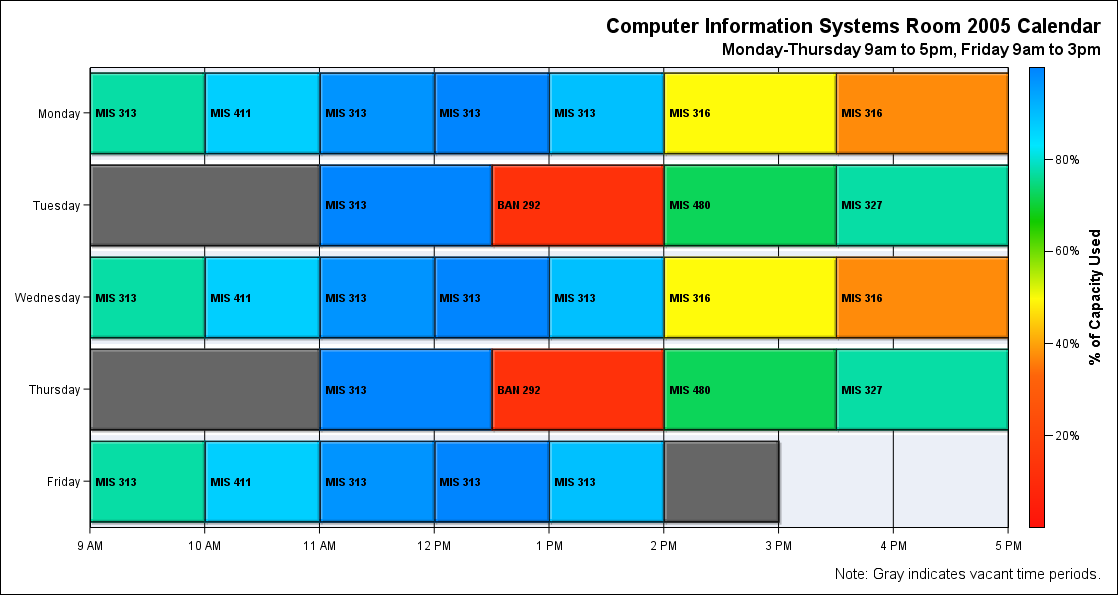 Computer Information Systems Room 2005 Calendar
Monday-Thursday 9am to 5pm, Friday 9am to 3pm
Monday MIS 313 MIS 411 MIS 313 MIS 313 MIS 313 MIS 316 MIS 316
80%
Tuesday MIS 313 BAN 292 MIS 480 MIS 327
60%
% of Capacity Used
Wednesday MIS 313 MIS 411 MIS 313 MIS 313 MIS 313 MIS 316 MIS 316
40%
Thursday MIS 313 BAN 292 MIS 480 MIS 327
20%
Friday MIS 313 MIS 411 MIS 313 MIS 313 MIS 313
9 AM 10 AM 11 AM 12 PM 1 PM 2 PM 3 PM 4 PM 5 PM
Note: Gray indicates vacant time periods.